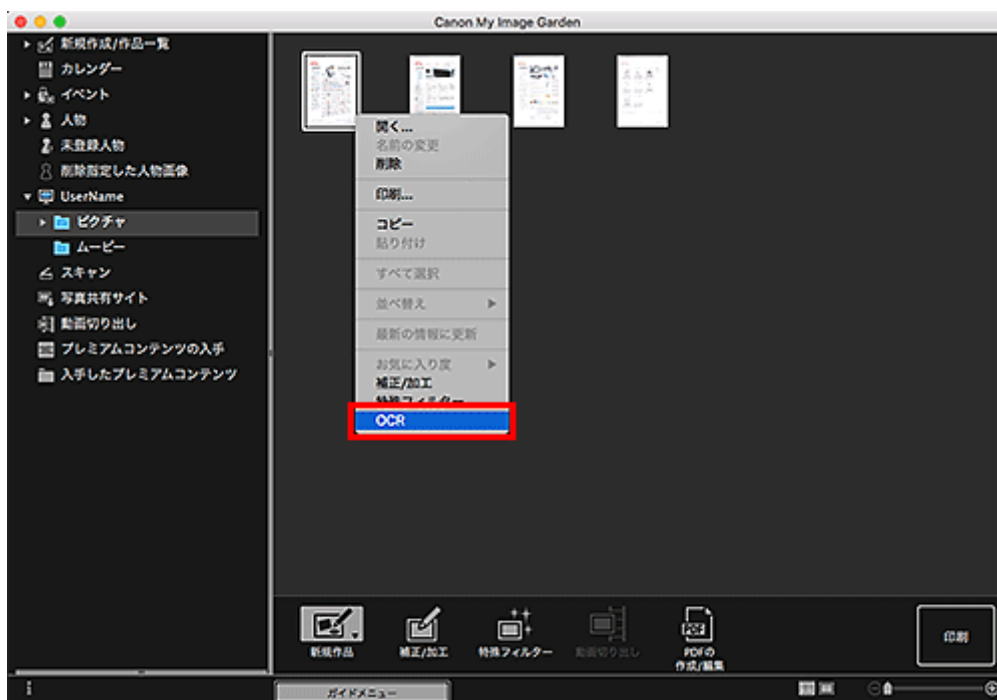 Canon My Image Garden
新規作成/作品一覧
カレンダー
イベント
人物
未登録人物
削除指定した人物画像
UserName
ピクチャ
ムービー
スキャン
写真共有サイト
動画切り出し
プレミアムコンテンツの入手
入手したプレミアムコンテンツ
開く...
名前の変更
削除
印刷...
コピー
貼り付け
すべて選択
並べ替え
最新の情報に更新
お気に入り度
補正/加工
特殊フィルター
OCR
新規作品
補正/加工
特殊フィルター
動画切り出し
PDFの
作成/編集
印刷
ガイドメニュー